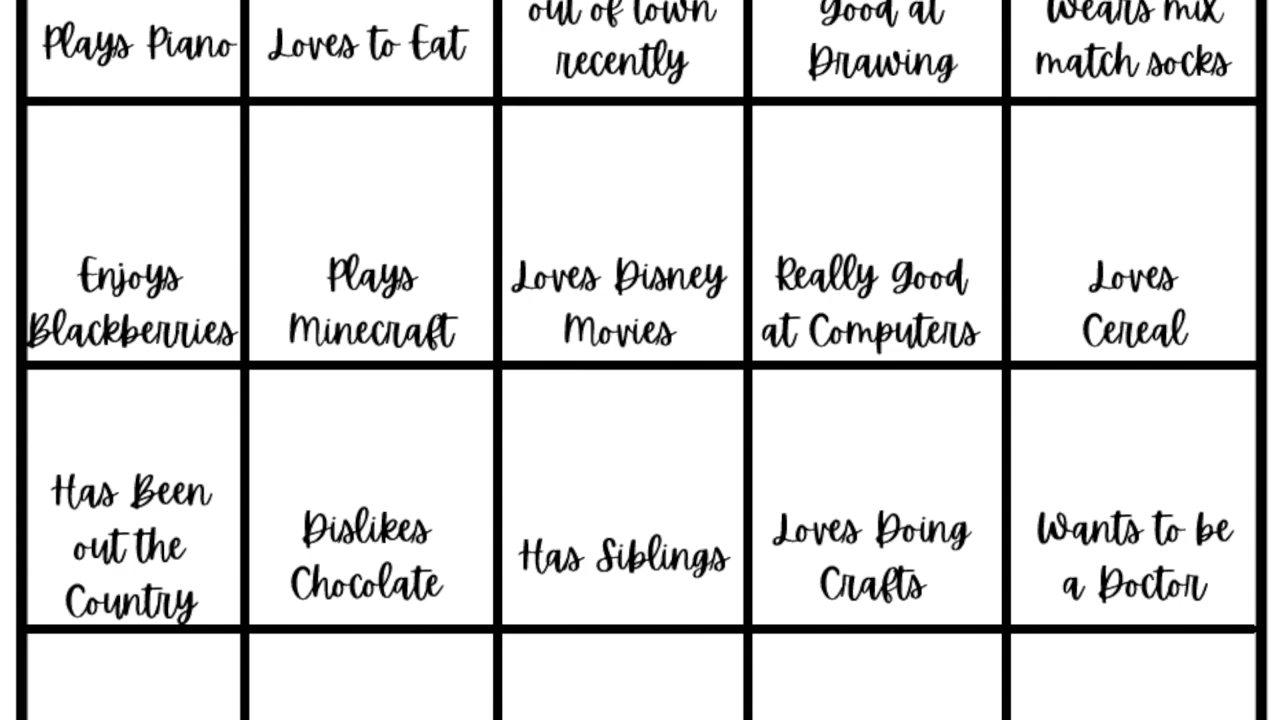 Plays Piano
Loves to Eat
out of town
recently
Good at
Drawing
Wears mix
match socks
Enjoys
Blackberries
Plays
Minecraft
Loves Disney
Movies
Really good
at Computers
Loves
Cereal
Has Been
out the
Country
Dislikes
Chocolate
Has Siblings
Loves Doing
Crafts
Wants to be
a Doctor